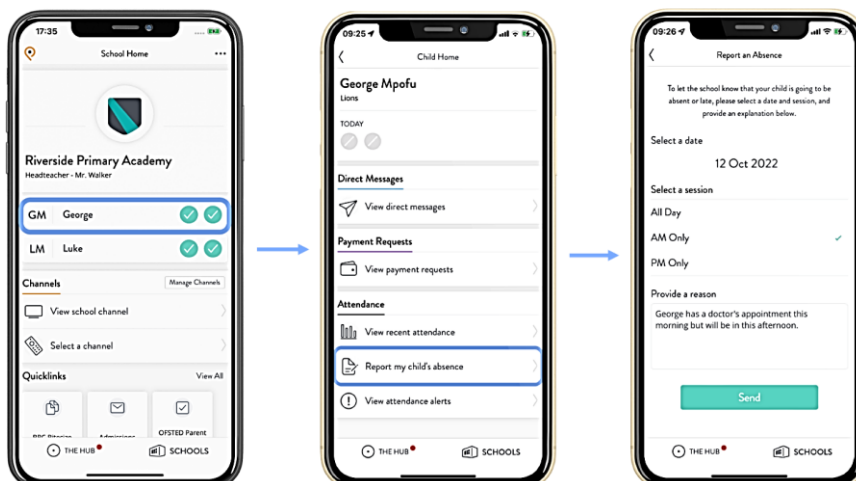 17:35
School Home
Riverside Primary Academy
Headteacher - Mr. Walker
GM George
LM Luke
Channels
Manage Channels
View school channel
Select a channel
Quicklinks
View All
Admissions
OFSTED Parent
THE HUB
SCHOOLS
09:25
Child Home
George Mpofu
Lions
TODAY
Direct Messages
View direct messages
Payment Requests
View payment requests
Attendance
View recent attendance
Report my child's absence
View attendance alerts
THE HUB
SCHOOLS
09:26
Report an Absence
To let the school know that your child is going to be
absent or late, please select a date and session, and
provide an explanation below.
Select a date
12 Oct 2022
Select a session
All Day
AM Only
PM Only
Provide a reason
George has a doctor's appointment this
morning but will be in this afternoon.
Send
THE HUB
SCHOOLS